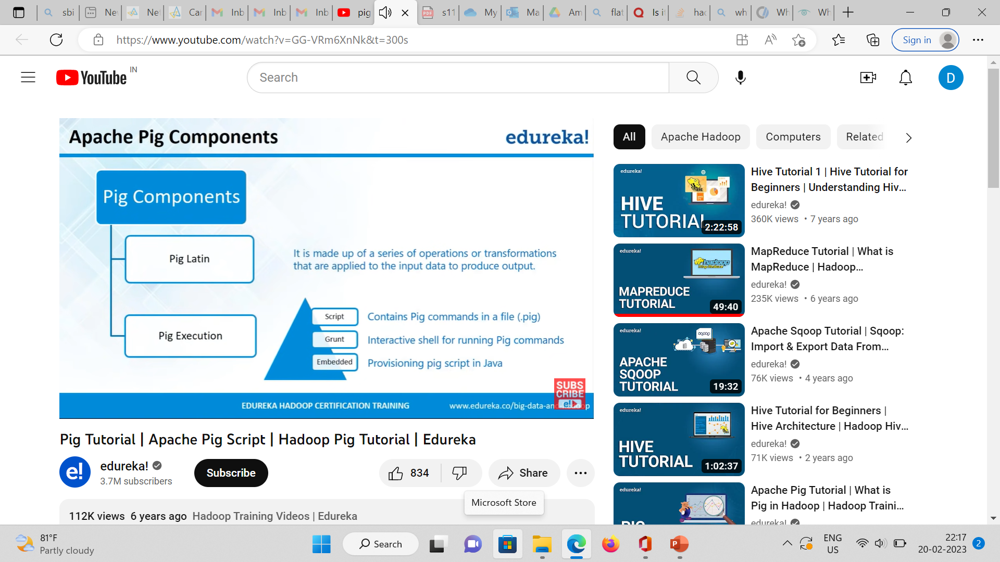 sbi
Ne
Ne
Car
Inb
Inb
Inb
pig
s11
My
Ma
Am
flat
Is i
hac
wh
Wh
Wh
https://www.youtube.com/watch?v=GG-VRm6XnNk&t=300s
Sign in
YouTube IN
Search
D
Apache Pig Components
edureka!
Pig Components
Pig Latin
It is made up of a series of operations or transformations
that are applied to the input data to produce output.
Pig Execution
Script
Contains Pig commands in a file (.pig)
Grunt
Interactive shell for running Pig commands
Embedded
Provisioning pig script in Java
SUBS
CRIBE
e!
EDUREKA HADOOP CERTIFICATION TRAINING
www.edureka.co/big-data-and-hadoop
Pig Tutorial | Apache Pig Script | Hadoop Pig Tutorial | Edureka
e!
edureka!
3.7M subscribers
Subscribe
834
Share
Microsoft Store
112K views 6 years ago Hadoop Training Videos | Edureka
All
Apache Hadoop
Computers
Related
edureka!
HIVE
HIVE
TUTORIAL
2:22:58
Hive Tutorial 1 | Hive Tutorial for
Beginners | Understanding Hiv...
edureka!
360K views • 7 years ago
edureka!
hadoop
Map Reduce
MAPREDUCE
TUTORIAL
49:40
MapReduce Tutorial | What is
MapReduce | Hadoop...
edureka!
235K views • 6 years ago
edureka!
sqoop
APACHE
SQOOP
TUTORIAL
19:32
Apache Sqoop Tutorial | Sqoop:
Import & Export Data From...
edureka!
76K views • 4 years ago
edureka!
HIVE
TUTORIAL
1:02:37
Hive Tutorial for Beginners |
Hive Architecture | Hadoop Hiv...
edureka!
71K views • 2 years ago
edureka!
PIG
Apache Pig Tutorial | What is
Pig in Hadoop | Hadoop Traini...
edureka!
81°F
Partly cloudy
Search
P
ENG
US
22:17
20-02-2023
2